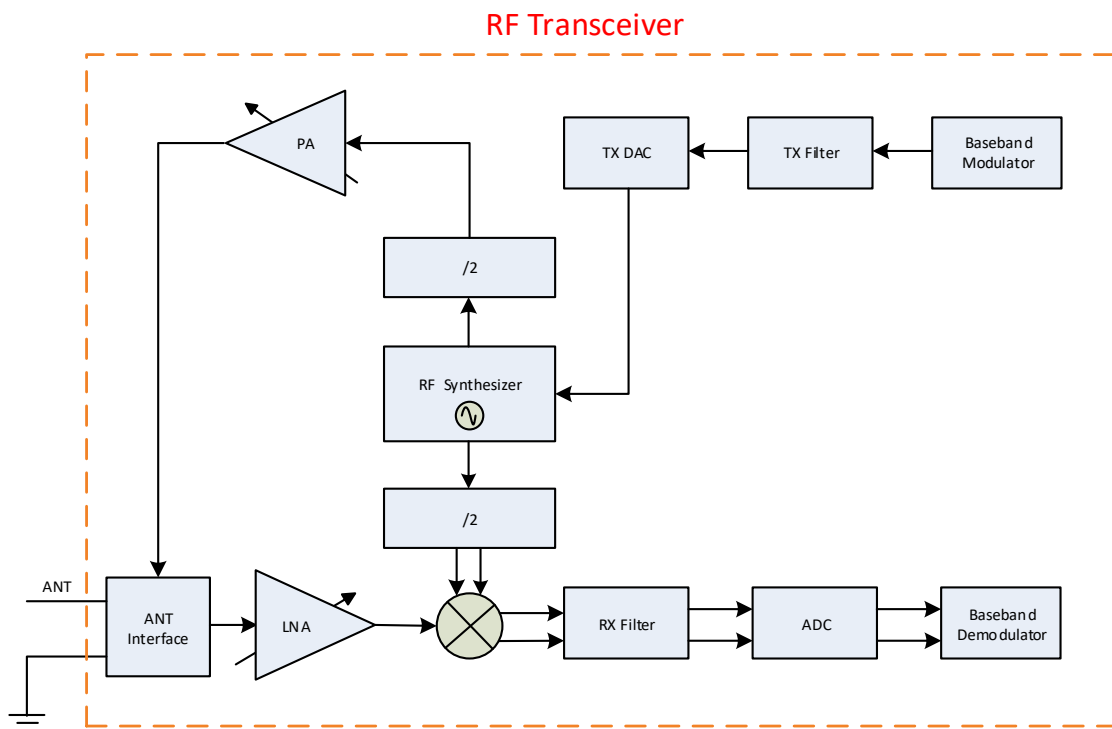 RF Transceiver
PA
TX DAC
TX Filter
Baseband
Modulator
/2
RF Synthesizer
/2
ANT
ANT
Interface
LNA
RX Filter
ADC
Baseband
Demodulator